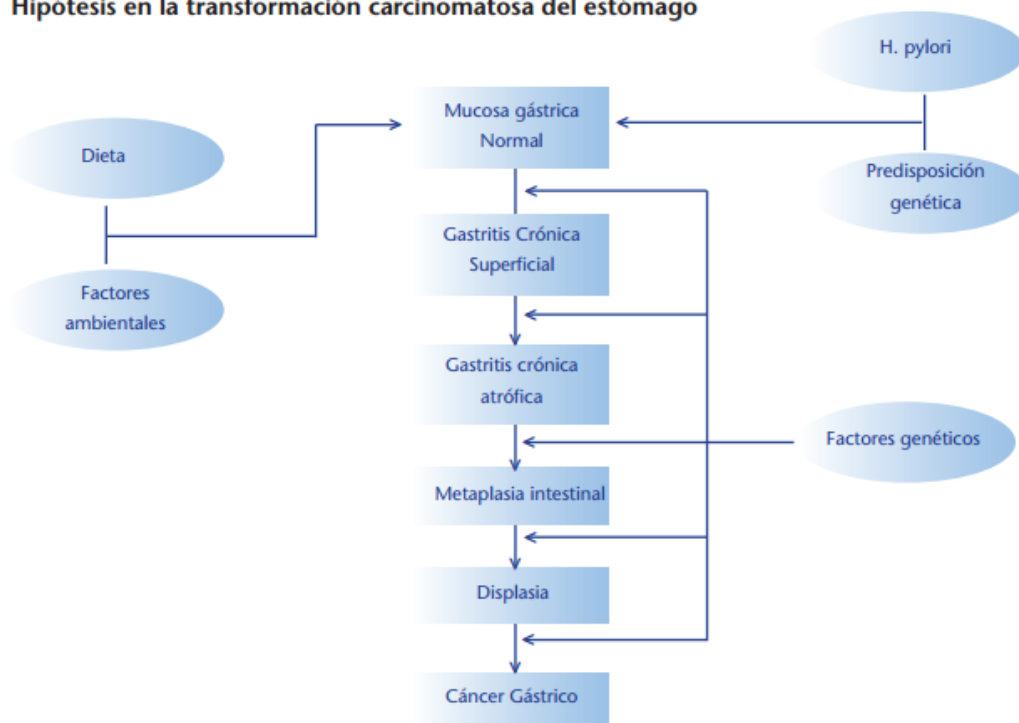 Hipótesis en la transformación carcinomatosa del estómago
H. pylori
Mucosa gástrica
Normal
Dieta
Predisposición
genética
Gastritis Crónica
Superficial
Factores
ambientales
Gastritis crónica
atrófica
Factores genéticos
Metaplasia intestinal
Displasia
Cáncer Gástrico